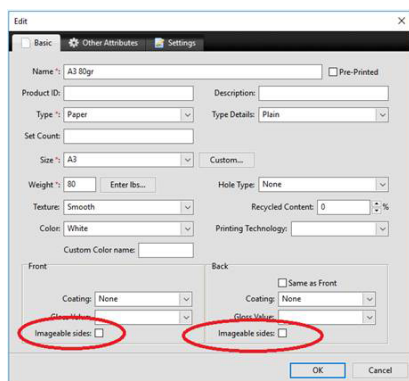 Edit
Basic Other Attributes Settings
Name *: A3 80gr Pre-Printed
Product ID: Description:
Type *: Paper Type Details: Plain
Set Count:
Size *: A3 Custom...
Weight *: 80 Enter lbs... Hole Type: None
Texture: Smooth Recycled Content: 0 %
Color: White Printing Technology:
Custom Color name:
Front Back
Same as Front
Coating: None Coating: None
Gloss Value: Gloss Value:
Imageable sides: Imageable sides:
OK Cancel